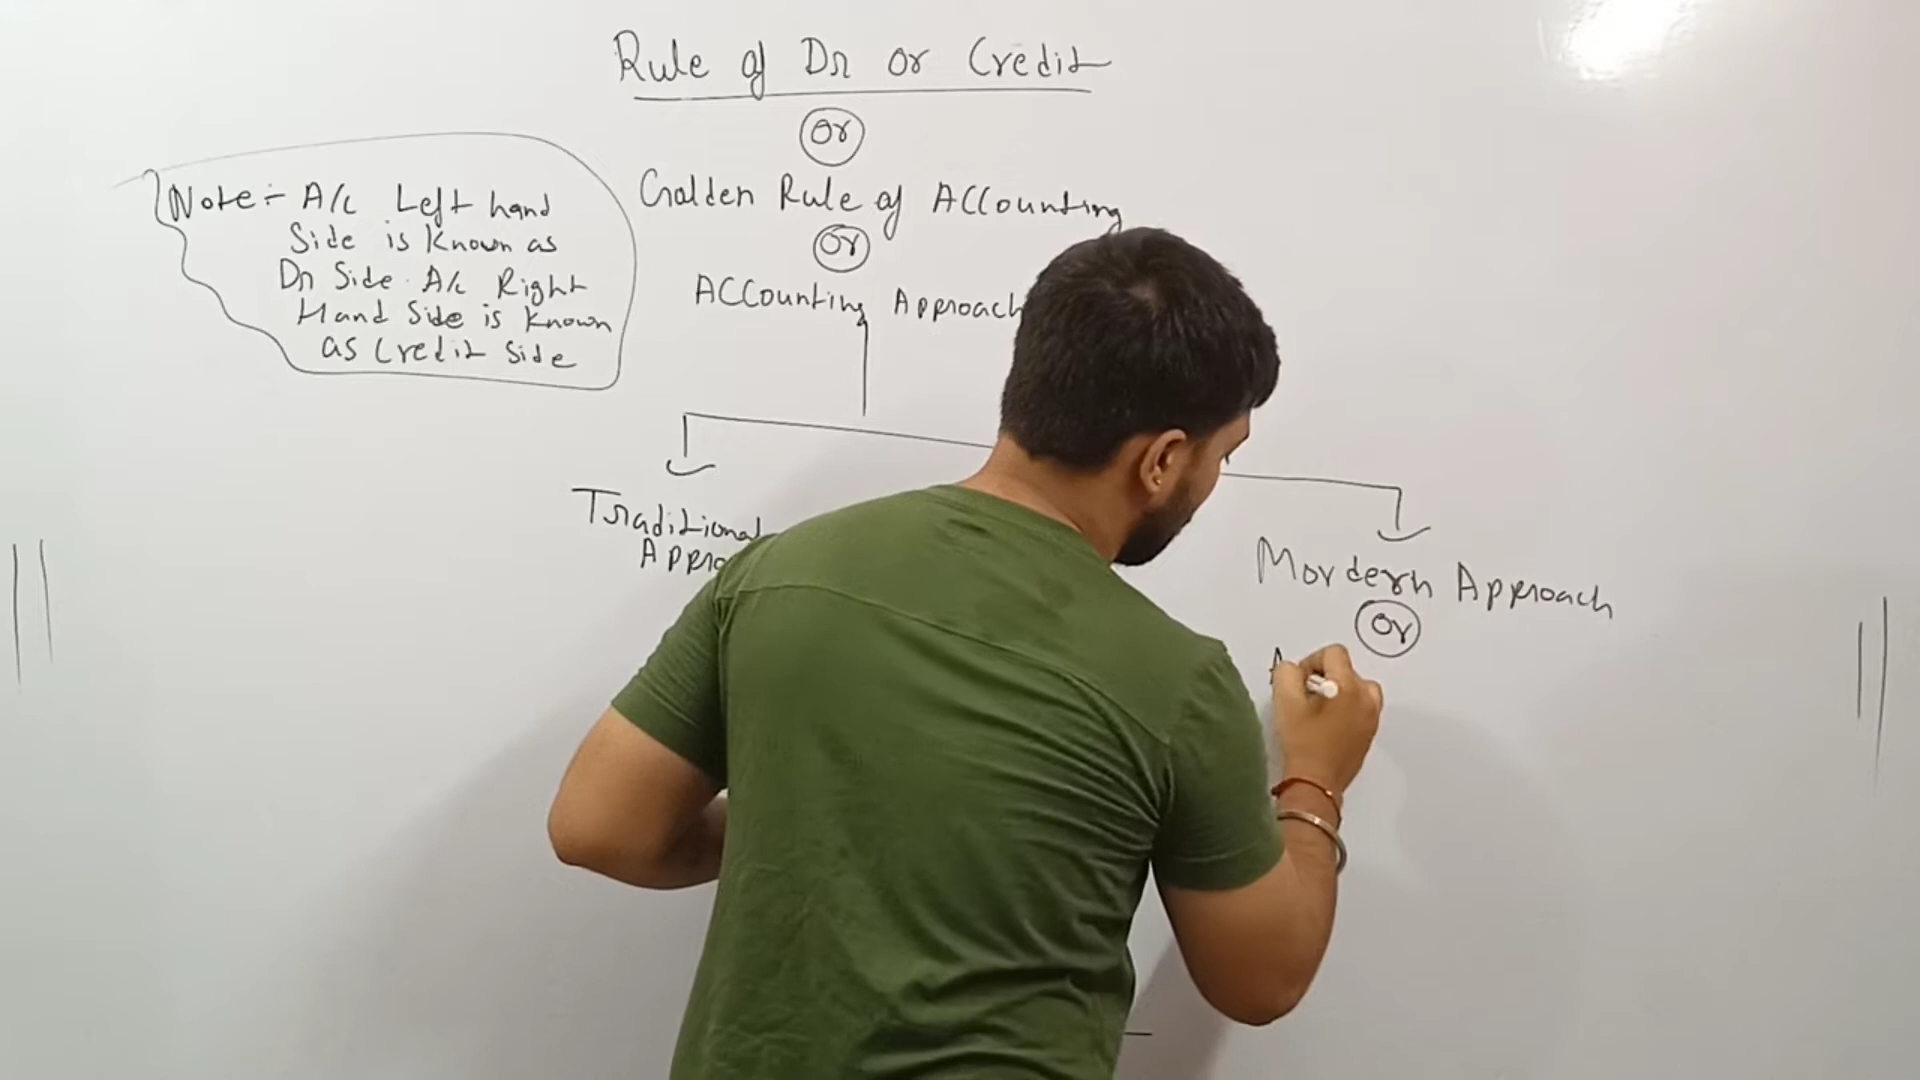 Rule of Dr or Credit
Or
Golden Rule of Accounting
Or
Accounting Approach
Note:- A/c Left hand
Side is Known as
Dr Side. A/c Right
Hand Side is Known
as Credit Side
Traditional
Mordern Approach
Or